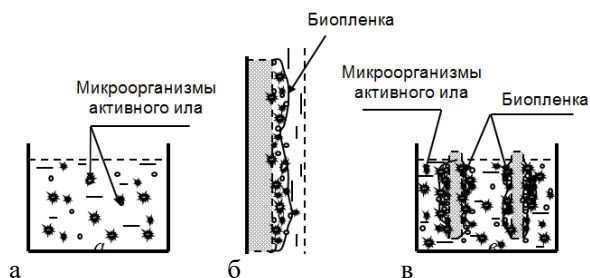 Биопленка
Микроорганизмы
активного ила
Микроорганизмы
активного ила
Биопленка
а
в
а
б
в